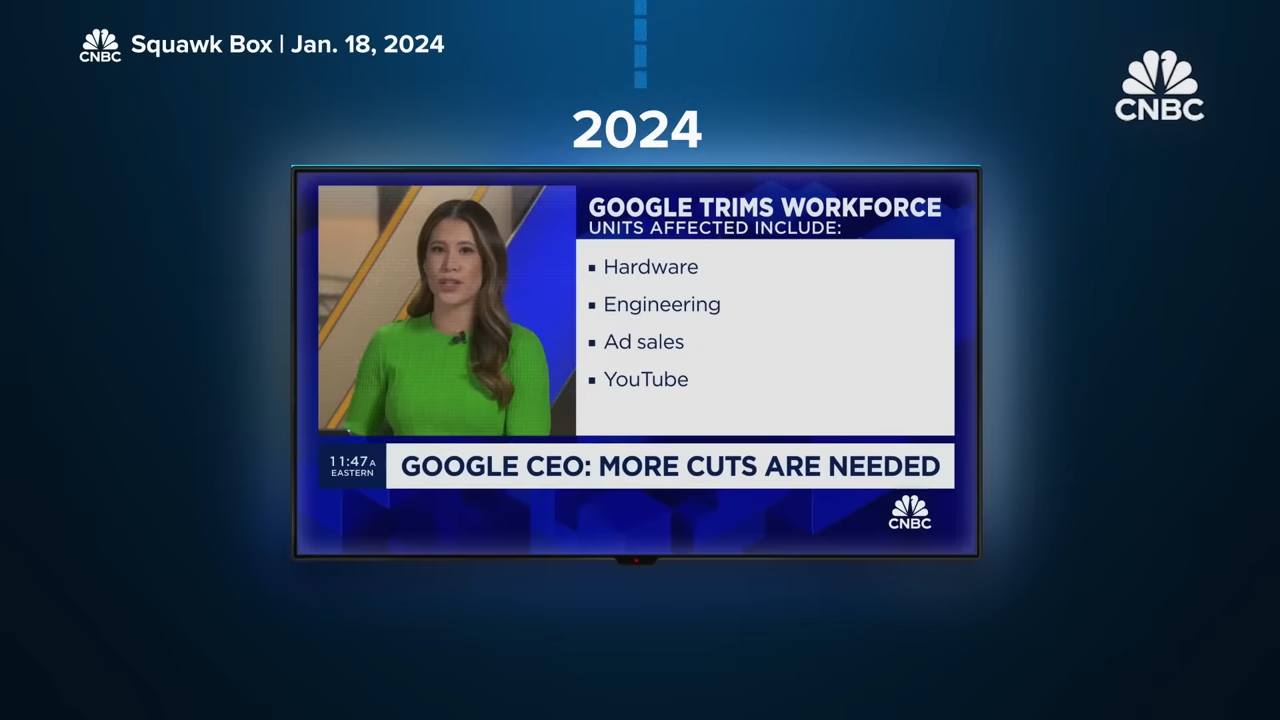 CNBC
Squawk Box | Jan. 18, 2024
CNBC
2024
GOOGLE TRIMS WORKFORCE
UNITS AFFECTED INCLUDE:
▪ Hardware
▪ Engineering
▪ Ad sales
▪ YouTube
11:47A
EASTERN
GOOGLE CEO: MORE CUTS ARE NEEDED
CNBC